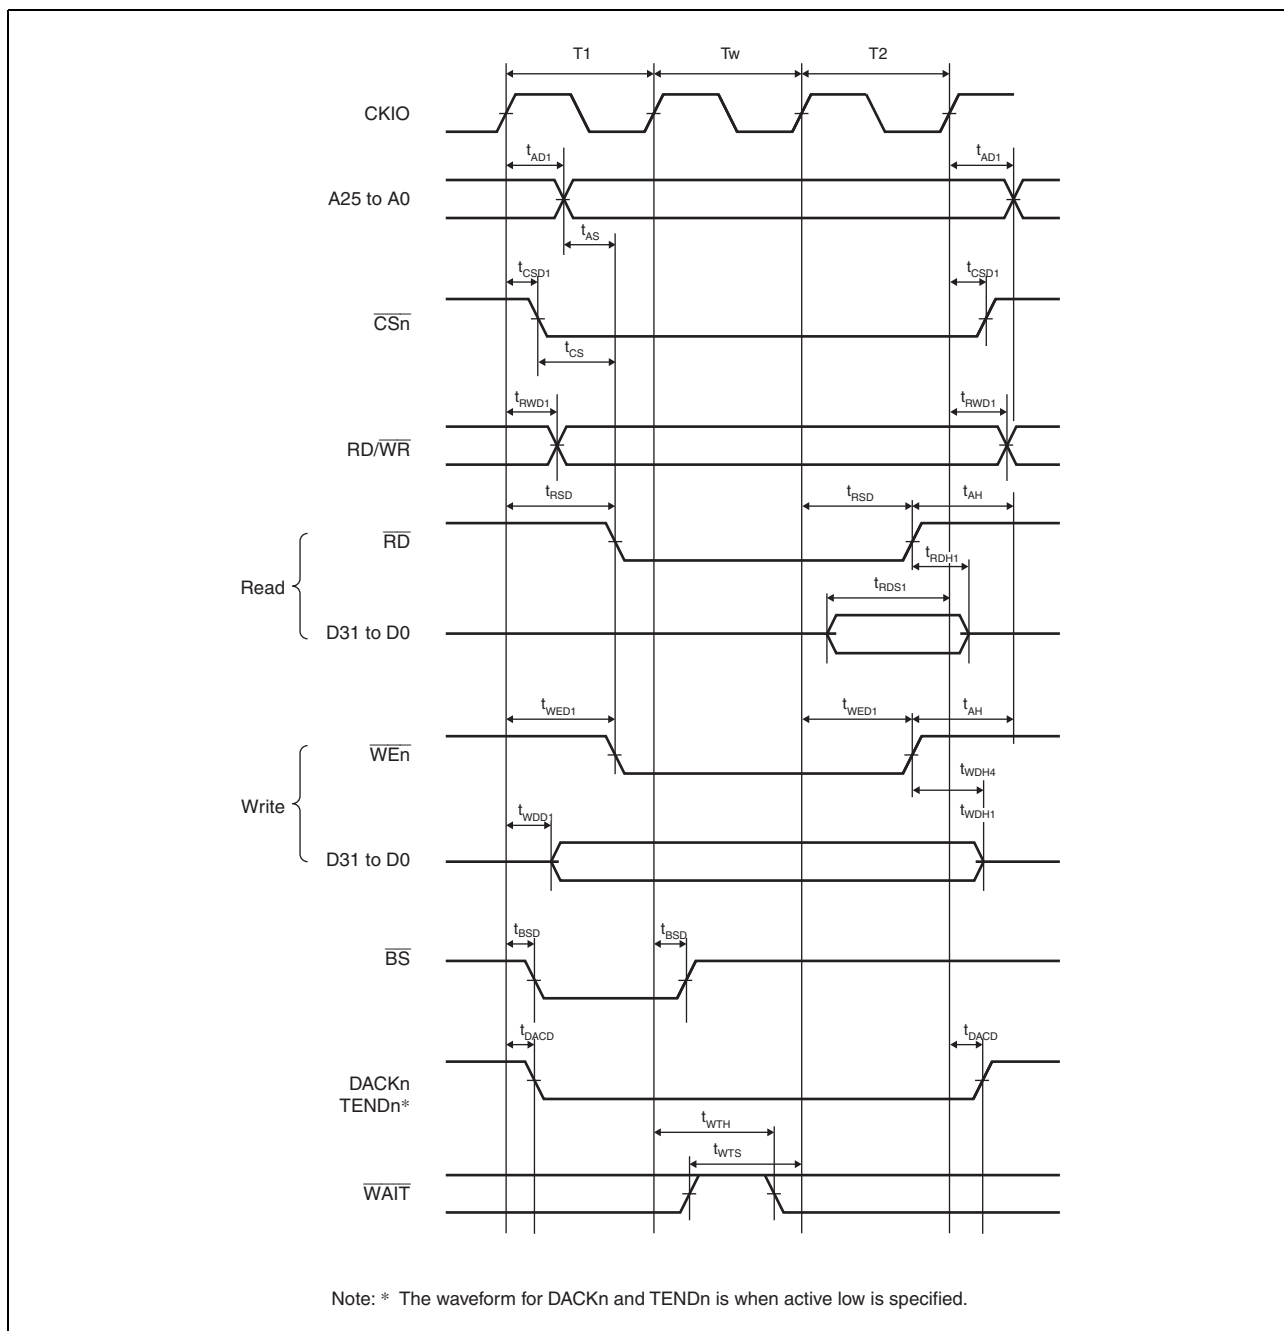 T1 Tw T2
CKIO
tAD1 tAD1
A25 to A0
tAS
tCSD1 tCSD1
CSn
tCS
tRWD1 tRWD1
RD/WR
tRSD tRSD tAH
RD
tRDH1
Read
tRDS1
D31 to D0
tWED1 tWED1 tAH
WEn
tWDH4
Write
tWDD1 tWDH1
D31 to D0
tBSD tBSD
BS
tDACD tDACD
DACKn
TENDn*
tWTH
tWTS
WAIT
Note: * The waveform for DACKn and TENDn is when active low is specified.